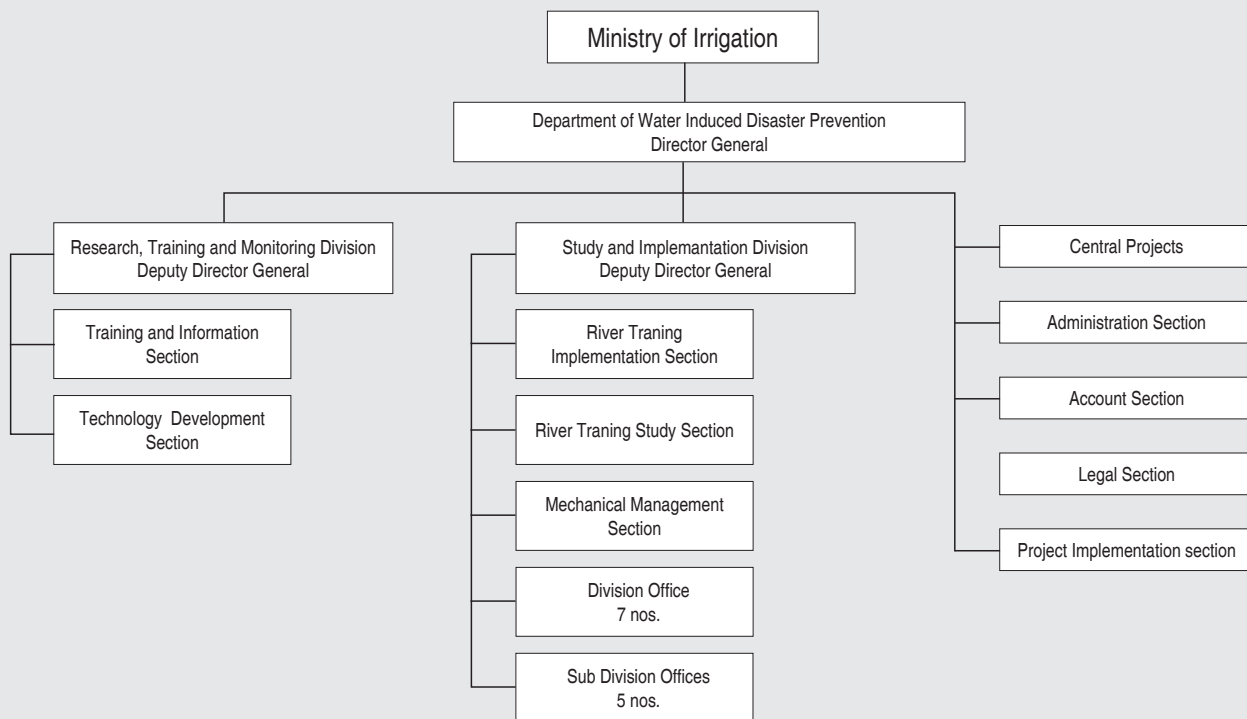 Ministry of Irrigation
Department of Water Induced Disaster Prevention
Director General
Research, Training and Monitoring Division
Deputy Director General
Training and Information
Section
Technology Development
Section
Study and Implemantation Division
Deputy Director General
River Traning
Implementation Section
River Traning Study Section
Mechanical Management
Section
Division Office
7 nos.
Sub Division Offices
5 nos.
Central Projects
Administration Section
Account Section
Legal Section
Project Implementation section